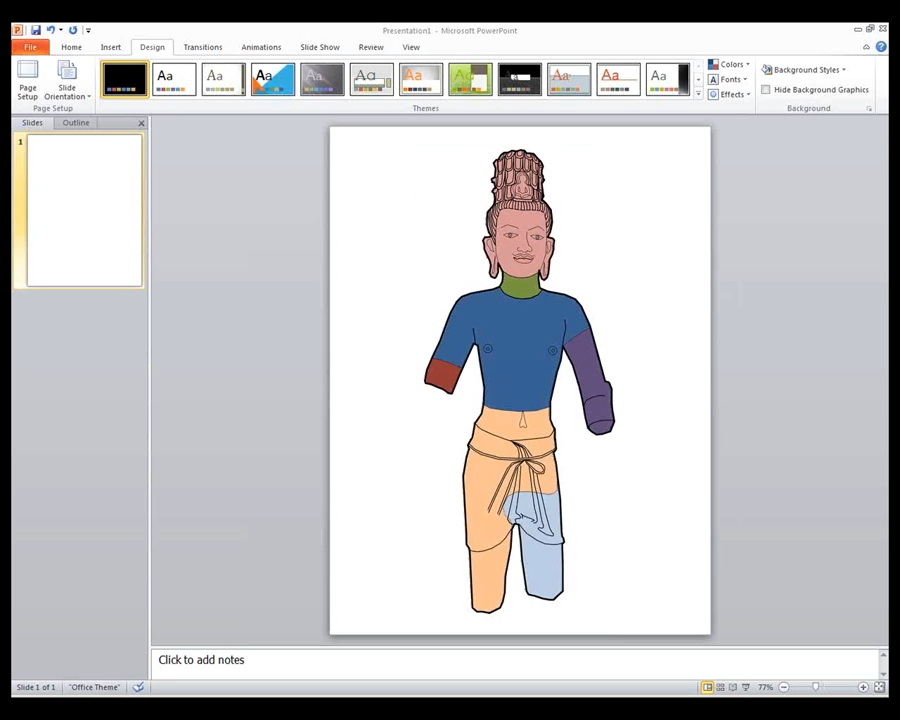 Presentation1 - Microsoft PowerPoint
File Home Insert Design Transitions Animations Slide Show Review View
Page Setup
Slide Orientation
Aa Aa Aa Aa Aa Aa Aa Aa Aa Aa Aa
Colors
Fonts
Effects
Background Styles
Hide Background Graphics
Page Setup Themes Background
Slides Outline
1
Click to add notes
Slide 1 of 1 "Office Theme" 77%